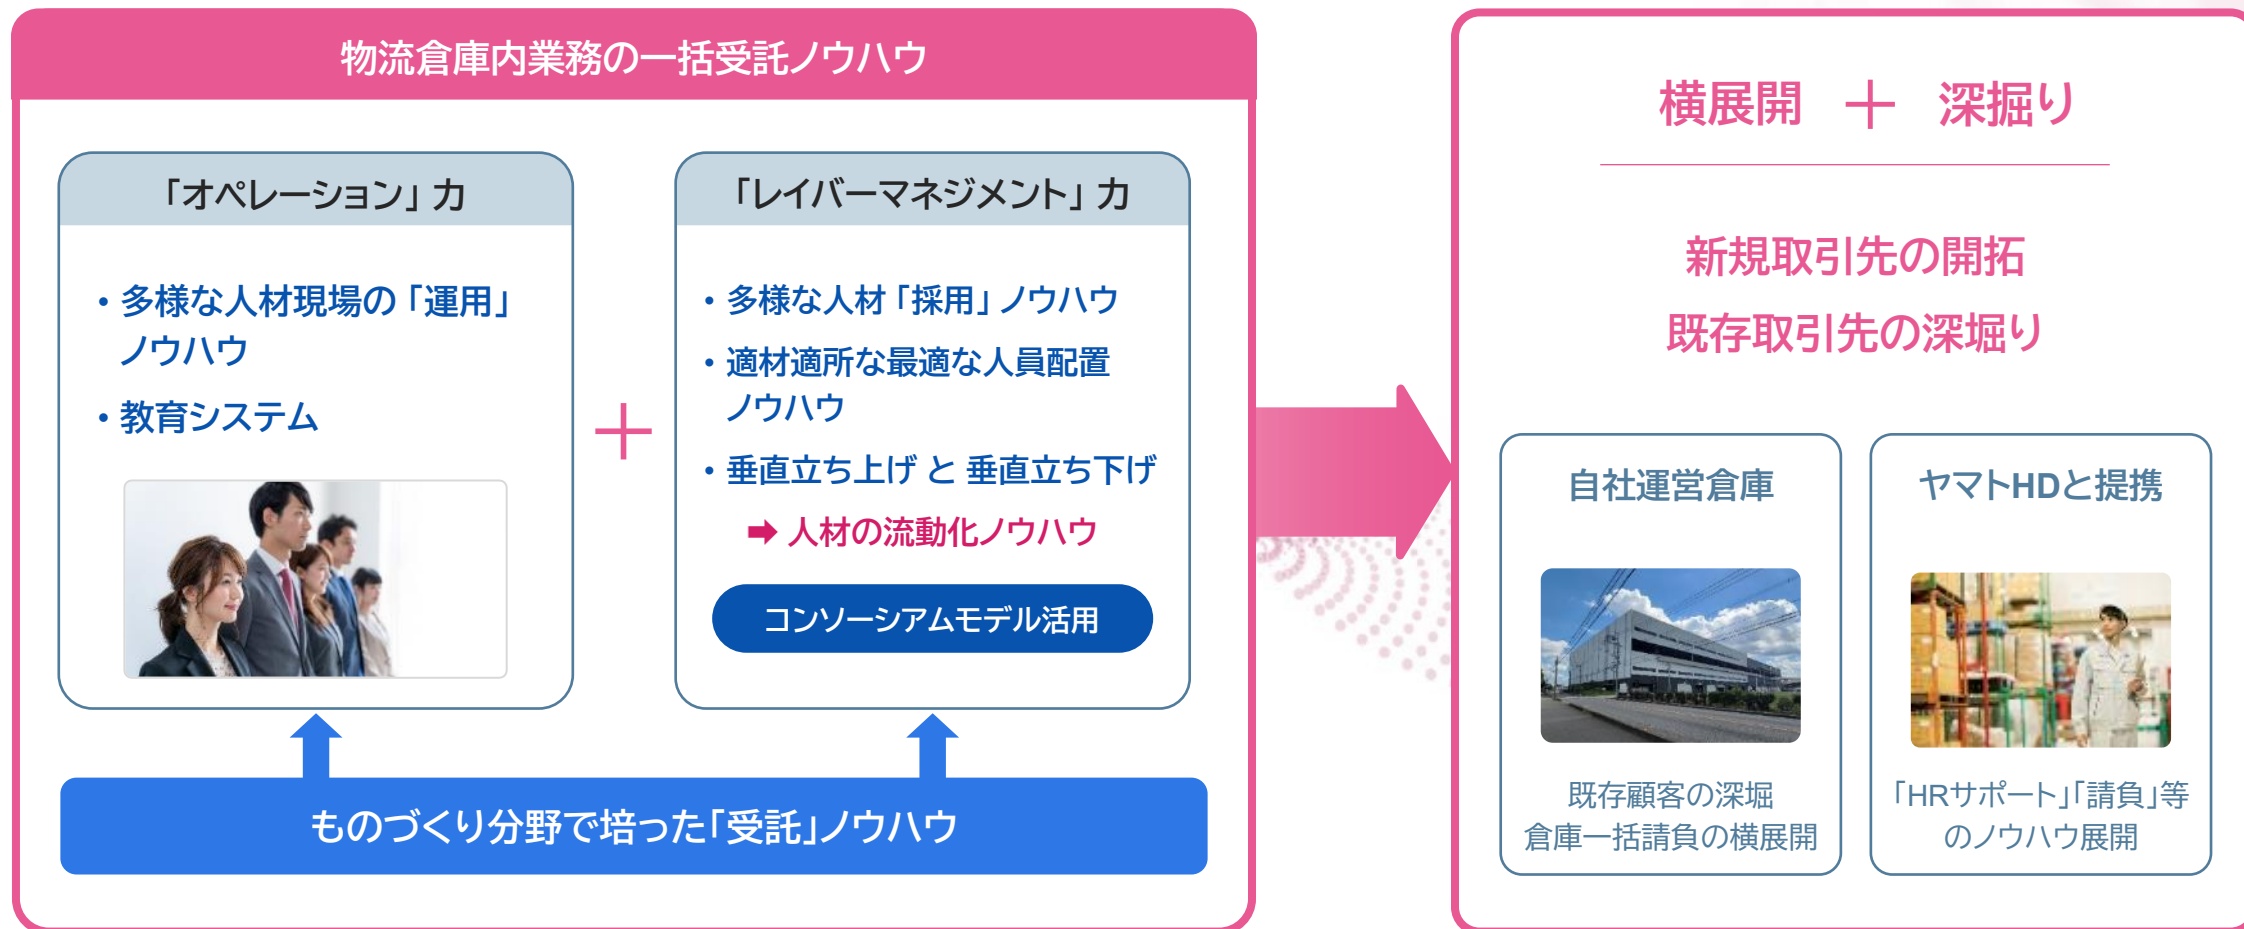 物流倉庫内業務の一括受託ノウハウ
「オペレーション」力
・多様な人材現場の「運用」
ノウハウ
・教育システム
＋
「レイバーマネジメント」力
・多様な人材「採用」ノウハウ
・適材適所な最適な人員配置
ノウハウ
・垂直立ち上げ と 垂直立ち下げ
➡ 人材の流動化ノウハウ
コンソーシアムモデル活用
ものづくり分野で培った「受託」ノウハウ
横展開 ＋ 深掘り
新規取引先の開拓
既存取引先の深堀り
自社運営倉庫
既存顧客の深堀
倉庫一括請負の横展開
ヤマトHDと提携
「HRサポート」「請負」等
のノウハウ展開